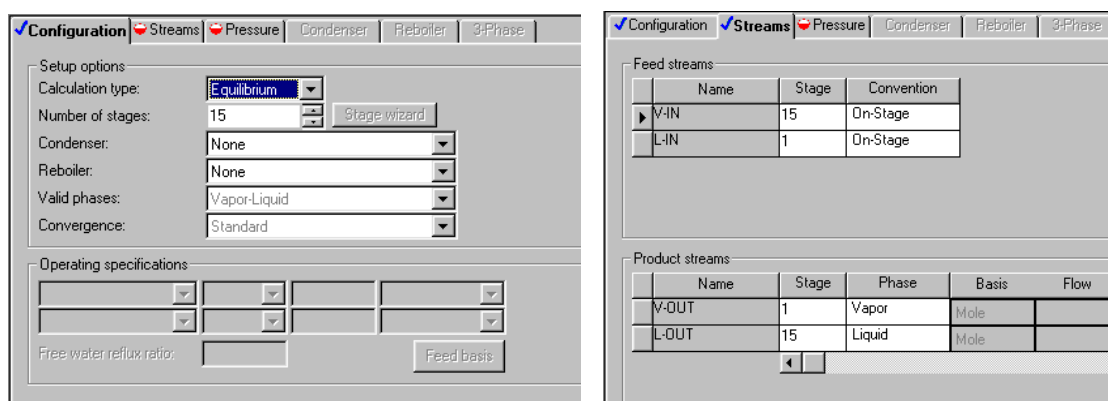 Configuration Streams Pressure Condenser Reboiler 3-Phase
Setup options
Calculation type: Equilibrium
Number of stages: 15 Stage wizard
Condenser: None
Reboiler: None
Valid phases: Vapor-Liquid
Convergence: Standard
Operating specifications
Free water reflux ratio: Feed basis
Configuration Streams Pressure Condenser Reboiler 3-Phase
Feed streams
Name Stage Convention
V-IN 15 On-Stage
L-IN 1 On-Stage
Product streams
Name Stage Phase Basis Flow
V-OUT 1 Vapor Mole
L-OUT 15 Liquid Mole